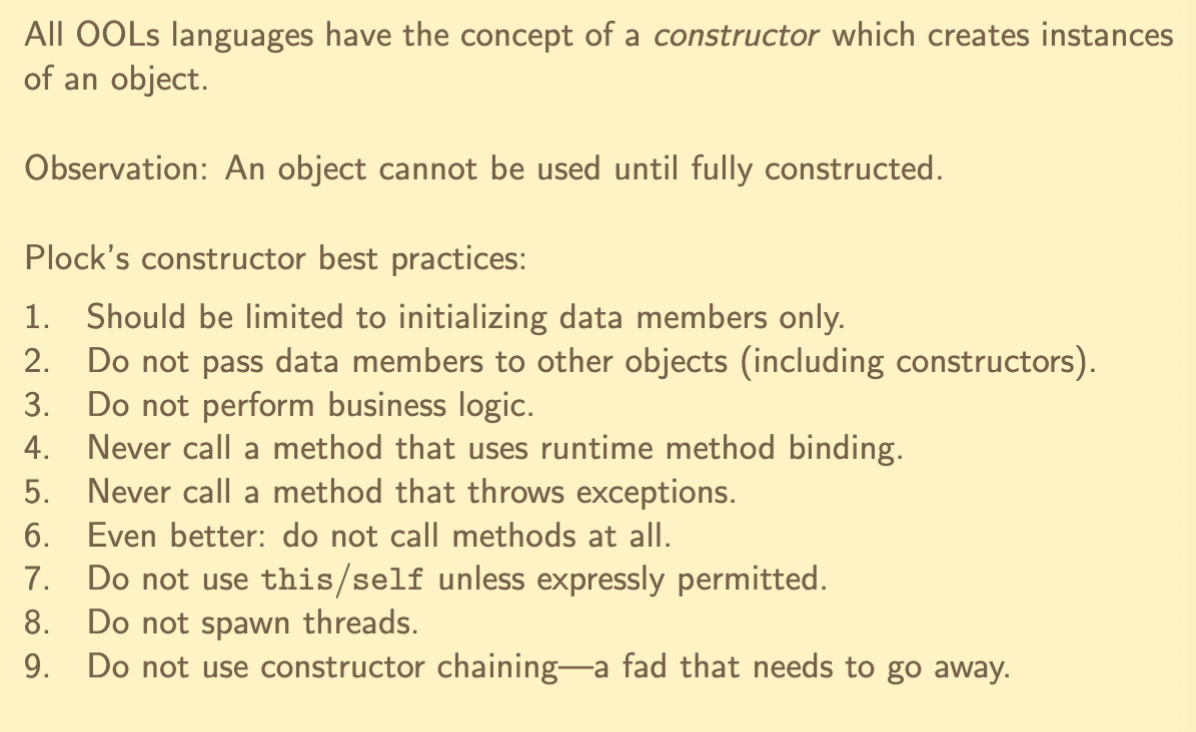 All OOLs languages have the concept of a constructor which creates instances
of an object.
Observation: An object cannot be used until fully constructed.
Plock's constructor best practices:
1. Should be limited to initializing data members only.
2. Do not pass data members to other objects (including constructors).
3. Do not perform business logic.
4. Never call a method that uses runtime method binding.
5. Never call a method that throws exceptions.
6. Even better: do not call methods at all.
7. Do not use this/self unless expressly permitted.
8. Do not spawn threads.
9. Do not use constructor chaining—a fad that needs to go away.